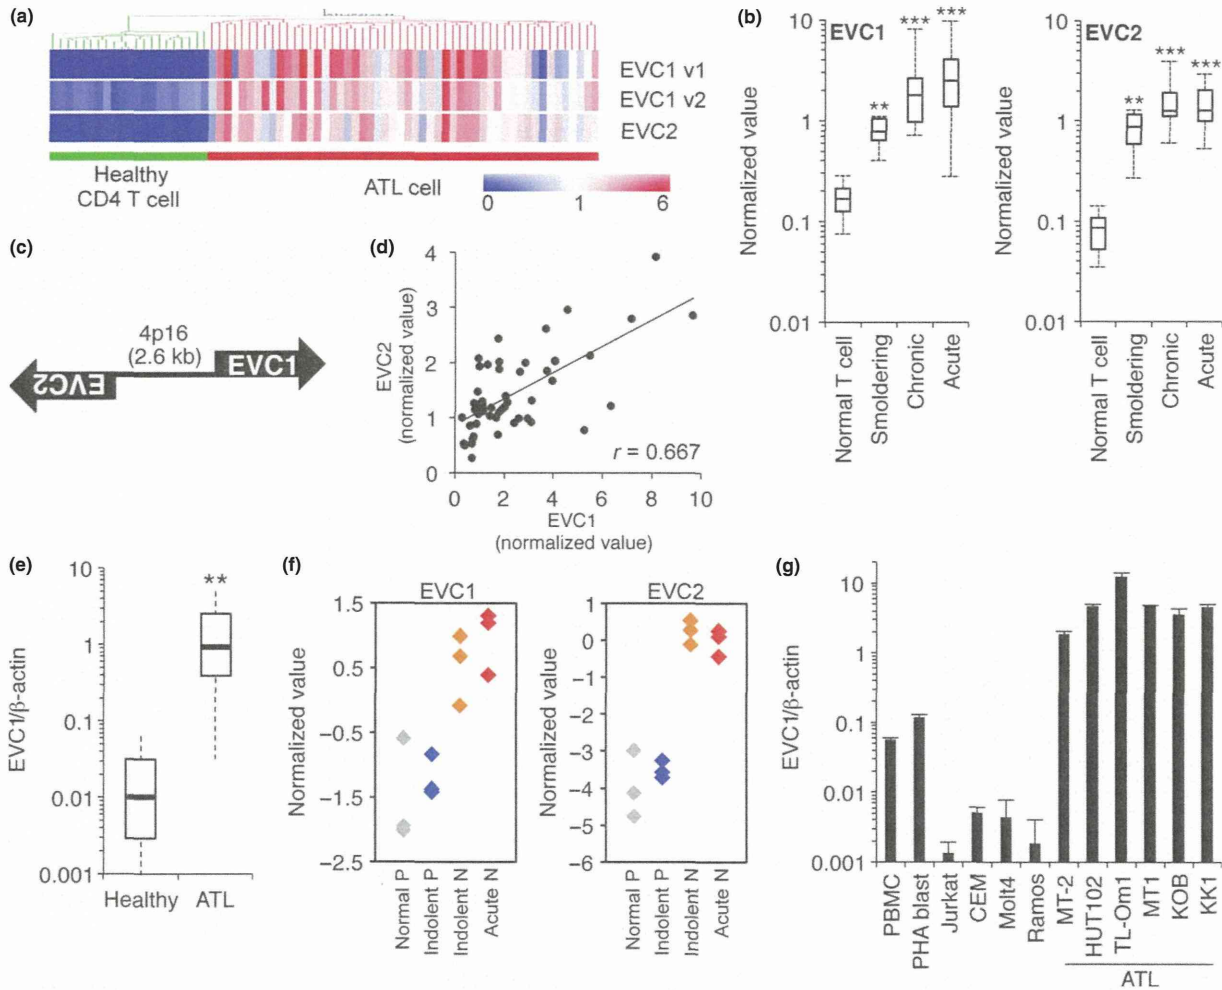 (a)
EVC1 v1
EVC1 v2
EVC2
Healthy
CD4 T cell
ATL cell
0 1 6
(b)
EVC1
Normalized value
10
1
0.1
0.01
**
***
***
Normal T cell
Smoldering
Chronic
Acute
EVC2
Normalized value
10
1
0.1
0.01
**
***
***
Normal T cell
Smoldering
Chronic
Acute
(c)
4p16
(2.6 kb)
EVC2
EVC1
(d)
EVC2
(normalized value)
4
3
2
1
0
r = 0.667
0 2 4 6 8 10
EVC1
(normalized value)
(e)
EVC1/β-actin
10
1
0.1
0.01
0.001
**
Healthy ATL
(f)
EVC1
Normalized value
1.5
0.5
−0.5
−1.5
−2.5
Normal P
Indolent P
Indolent N
Acute N
EVC2
Normalized value
1
0
−1
−2
−3
−4
−5
−6
Normal P
Indolent P
Indolent N
Acute N
(g)
EVC1/β-actin
10
1
0.1
0.01
0.001
PBMC
PHA blast
Jurkat
CEM
Molt4
Ramos
MT-2
HUT102
TL-Om1
MT1
KOB
KK1
ATL